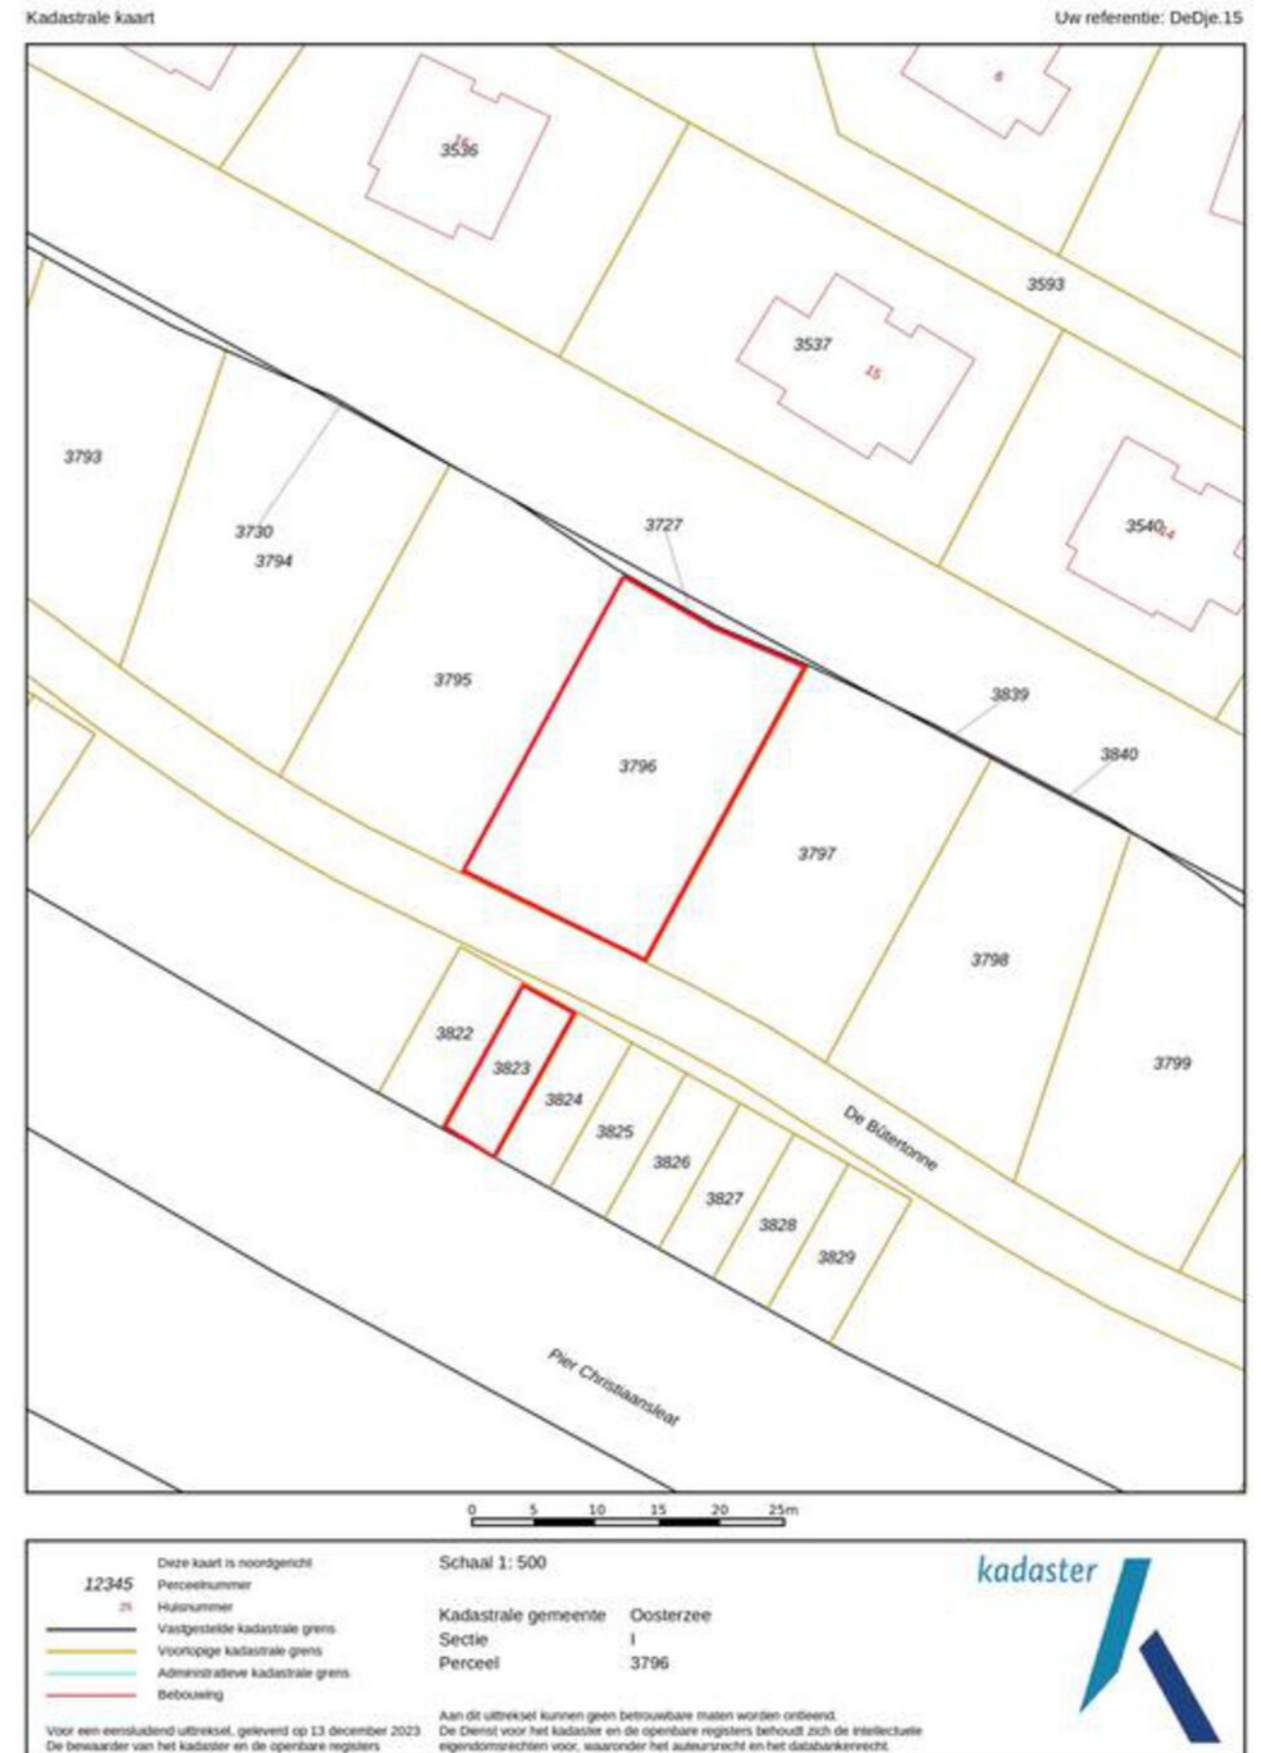 Kadastrale kaart
Uw referentie: DeDje.15
6
16
3536
3593
3537
15
3540
14
3793
3727
3730
3794
3795
3839
3840
3796
3797
3798
3822
3823
3824
3799
3825
De Bûtertonne
3826
3827
3828
3829
Pier Christiaansleat
0 5 10 15 20 25m
Deze kaart is noordgericht
12345 Perceelnummer
25 Huisnummer
Vastgestelde kadastrale grens
Voorlopige kadastrale grens
Administratieve kadastrale grens
Bebouwing
Voor een eensluidend uittreksel, geleverd op 13 december 2023
De bewaarder van het kadaster en de openbare registers
Schaal 1: 500
Kadastrale gemeente Oosterzee
Sectie I
Perceel 3796
Aan dit uittreksel kunnen geen betrouwbare maten worden ontleend.
De Dienst voor het kadaster en de openbare registers behoudt zich de intellectuele
eigendomsrechten voor, waaronder het auteursrecht en het databankenrecht.
kadaster